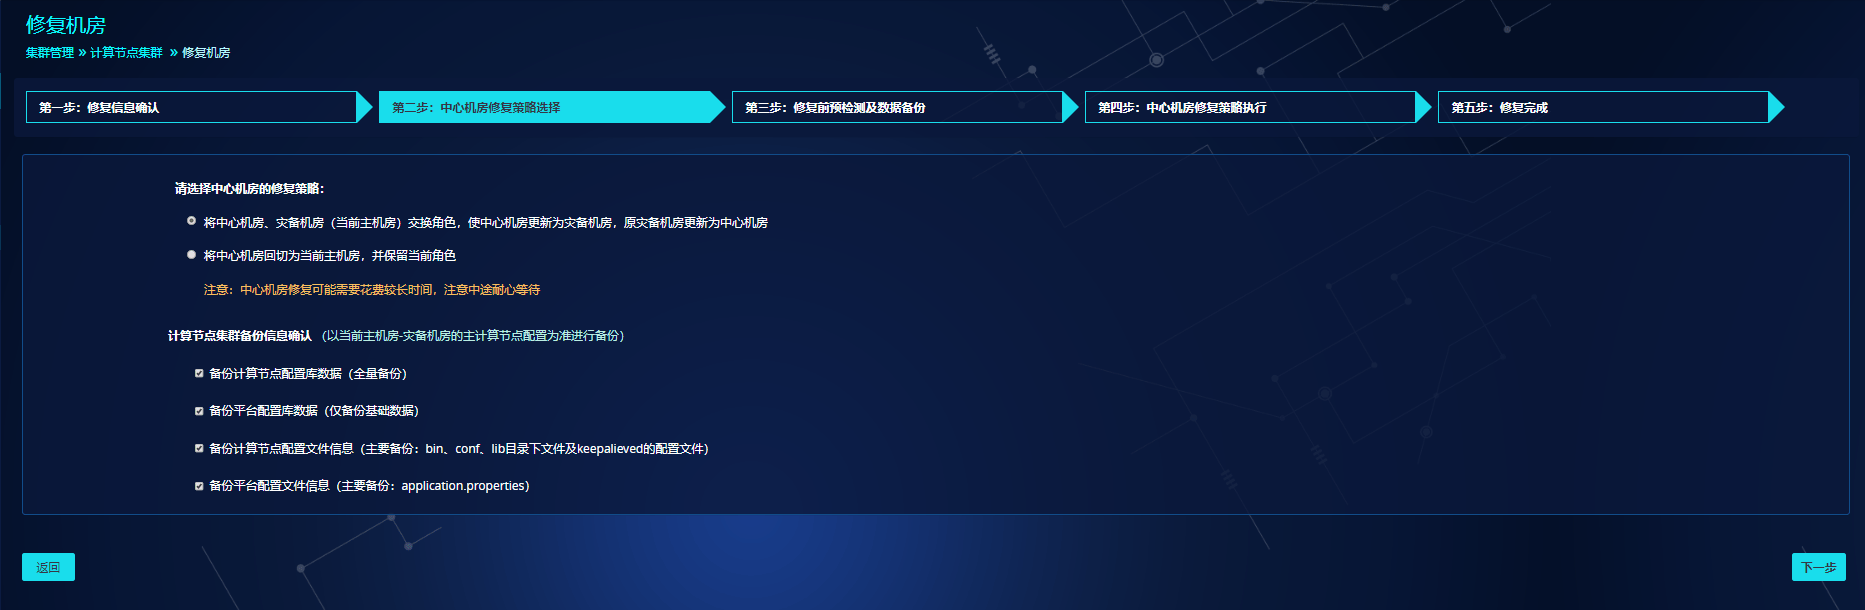 修复机房
集群管理 » 计算节点集群 » 修复机房
第一步：修复信息确认
第二步：中心机房修复策略选择
第三步：修复前预检测及数据备份
第四步：中心机房修复策略执行
第五步：修复完成
请选择中心机房的修复策略：
将中心机房、灾备机房（当前主机房）交换角色，使中心机房更新为灾备机房，原灾备机房更新为中心机房
将中心机房回切为当前主机房，并保留当前角色
注意：中心机房修复可能需要花费较长时间，注意中途耐心等待
计算节点集群备份信息确认 （以当前主机房-灾备机房的主计算节点配置为准进行备份）
备份计算节点配置库数据（全量备份）
备份平台配置库数据（仅备份基础数据）
备份计算节点配置文件信息（主要备份：bin、conf、lib目录下文件及keepalieved的配置文件）
备份平台配置文件信息（主要备份：application.properties）
返回
下一步